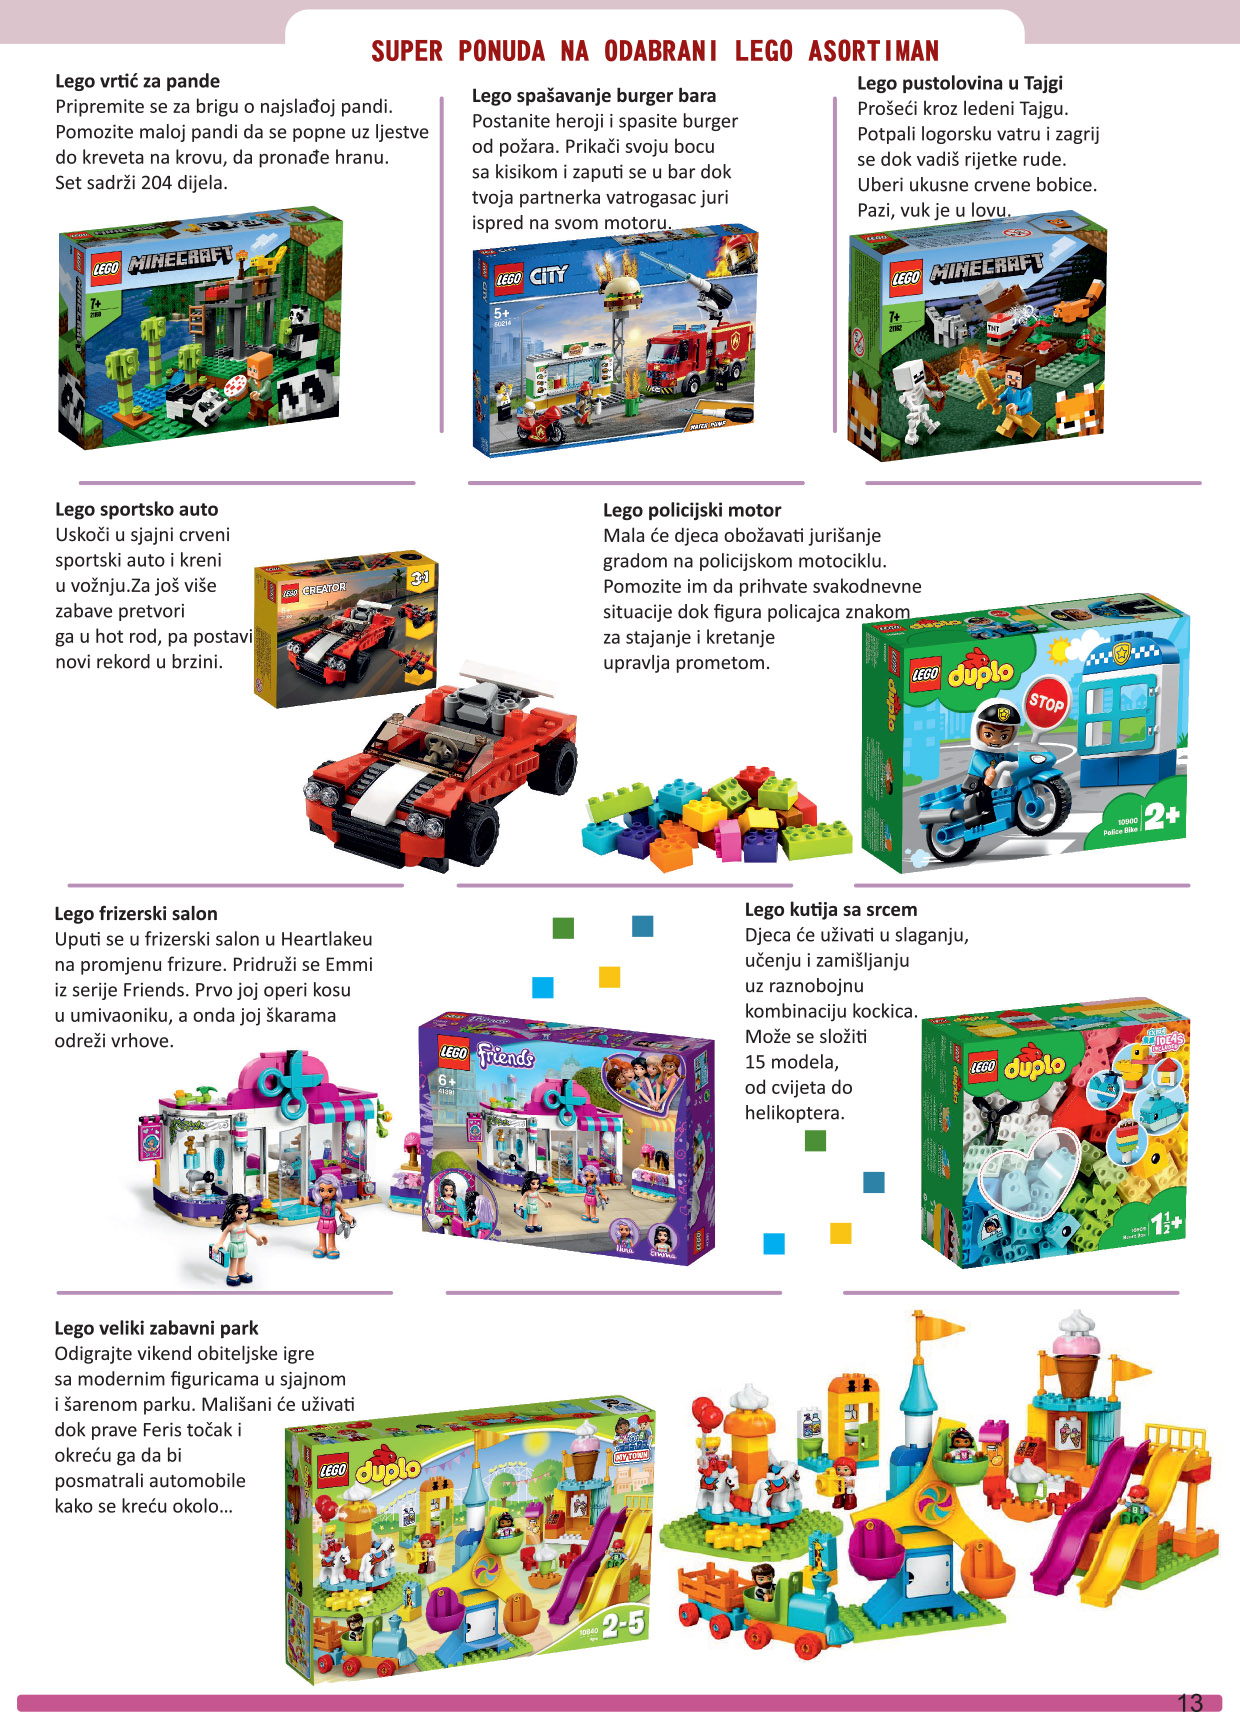 SUPER PONUDA NA ODABRANI LEGO ASORTIMAN
Lego vrtić za pande
Pripremite se za brigu o najslađoj pandi.
Pomozite maloj pandi da se popne uz ljestve
do kreveta na krovu, da pronađe hranu.
Set sadrži 204 dijela.
LEGO
MINECRAFT
7+
Lego spašavanje burger bara
Postanite heroji i spasite burger
od požara. Prikači svoju bocu
sa kisikom i zaputi se u bar dok
tvoja partnerka vatrogasac juri
ispred na svom motoru.
LEGO
CITY
5+
60214
WATER PUMP
Lego pustolovina u Tajgi
Prošeći kroz ledeni Tajgu.
Potpali logorsku vatru i zagrij
se dok vadiš rijetke rude.
Uberi ukusne crvene bobice.
Pazi, vuk je u lovu.
LEGO
MINECRAFT
7+
21162
TNT
Lego sportsko auto
Uskoči u sjajni crveni
sportski auto i kreni
u vožnju.Za još više
zabave pretvori
ga u hot rod, pa postavi
novi rekord u brzini.
LEGO
CREATOR
3in1
Lego policijski motor
Mala će djeca obožavati jurišanje
gradom na policijskom motociklu.
Pomozite im da prihvate svakodnevne
situacije dok figura policajca znakom
za stajanje i kretanje
upravlja prometom.
LEGO
duplo
STOP
10900
Police Bike
2+
Lego frizerski salon
Uputi se u frizerski salon u Heartlakeu
na promjenu frizure. Pridruži se Emmi
iz serije Friends. Prvo joj operi kosu
u umivaoniku, a onda joj škarama
odreži vrhove.
LEGO
Friends
6+
41391
Nina
Emma
Lego kutija sa srcem
Djeca će uživati u slaganju,
učenju i zamišljanju
uz raznobojnu
kombinaciju kockica.
Može se složiti
15 modela,
od cvijeta do
helikoptera.
LEGO
duplo
EXTRA
IDEAS
INCLUDED
10909
Heart Box
1½+
Lego veliki zabavni park
Odigrajte vikend obiteljske igre
sa modernim figuricama u sjajnom
i šarenom parku. Mališani će uživati
dok prave Feris točak i
okreću ga da bi
posmatrali automobile
kako se kreću okolo...
LEGO
duplo
MY TOWN
10840
2-5
13